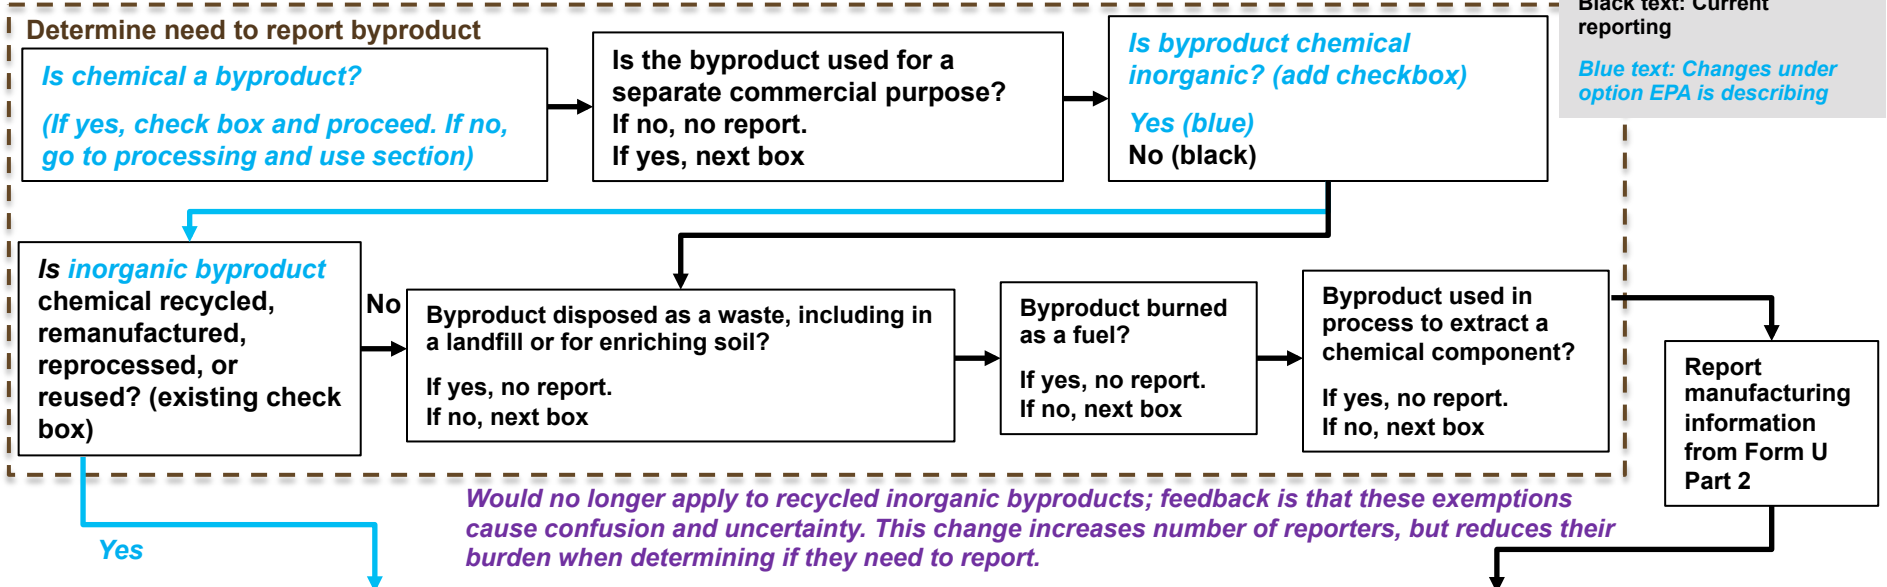 Black text: Current
reporting
Blue text: Changes under
option EPA is describing
Determine need to report byproduct
Is chemical a byproduct?
(If yes, check box and proceed. If no,
go to processing and use section)
Is the byproduct used for a
separate commercial purpose?
If no, no report.
If yes, next box
Is byproduct chemical
inorganic? (add checkbox)
Yes (blue)
No (black)
Is inorganic byproduct
chemical recycled,
remanufactured,
reprocessed, or
reused? (existing check
box)
No
Byproduct disposed as a waste, including in
a landfill or for enriching soil?
If yes, no report.
If no, next box
Byproduct burned
as a fuel?
If yes, no report.
If no, next box
Byproduct used in
process to extract a
chemical component?
If yes, no report.
If no, next box
Report
manufacturing
information
from Form U
Part 2
Would no longer apply to recycled inorganic byproducts; feedback is that these exemptions
cause confusion and uncertainty. This change increases number of reporters, but reduces their
burden when determining if they need to report.
Yes